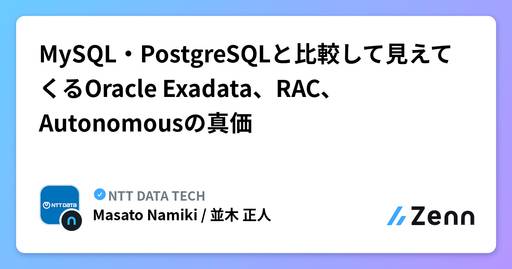 MySQL・PostgreSQLと比較して見えて
くるOracle Exadata、RAC、
Autonomousの真価
NTT DATA
n
NTT DATA TECH
Masato Namiki / 並木 正人
Zenn